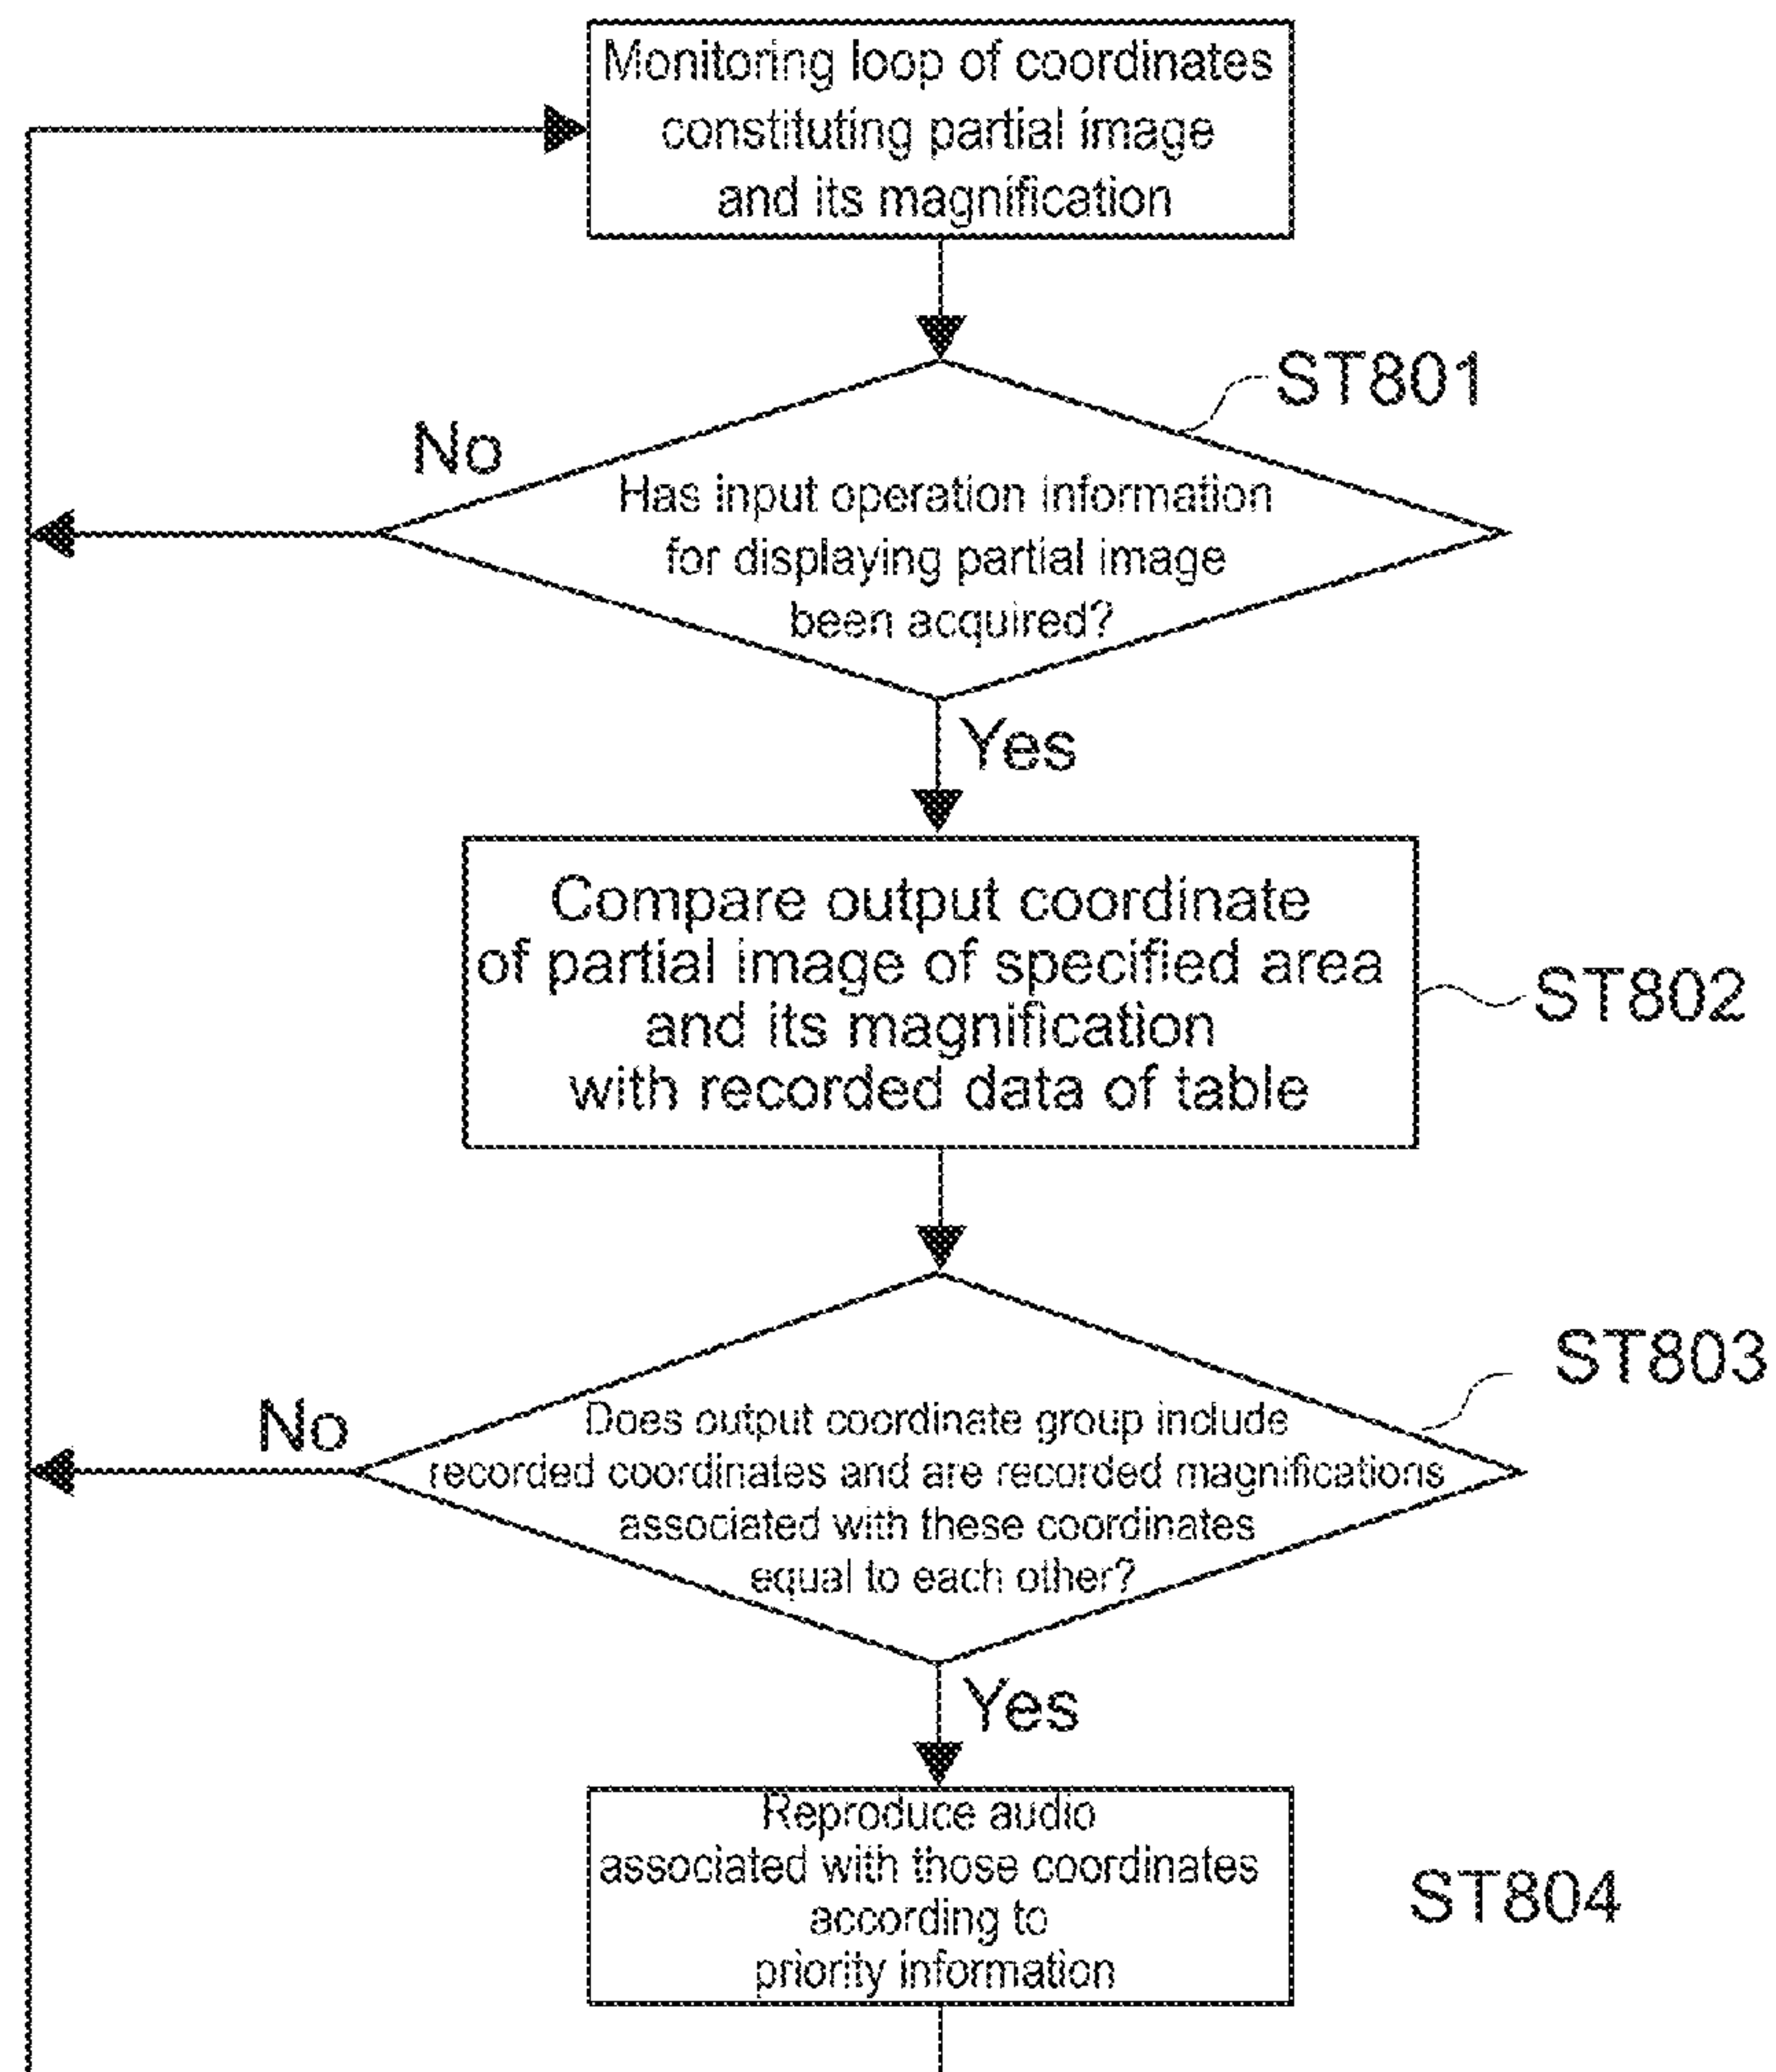 Monitoring loop of coordinates
constituting partial image
and its magnification
ST801
No
Has input operation information
for displaying partial image
been acquired?
Yes
Compare output coordinate
of partial image of specified area
and its magnification
with recorded data of table
ST802
ST803
No
Does output coordinate group include
recorded coordinates and are recorded magnifications
associated with these coordinates
equal to each other?
Yes
Reproduce audio
associated with those coordinates
according to
priority information
ST804